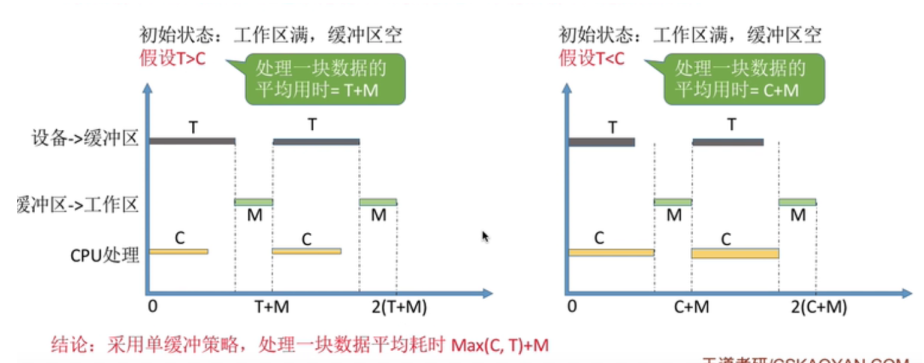 初始状态：工作区满，缓冲区空
假设T>C
处理一块数据的
平均用时= T+M
设备->缓冲区
T
T
缓冲区->工作区
M
M
CPU处理
C
C
0
T+M
2(T+M)
初始状态：工作区满，缓冲区空
假设T<C
处理一块数据的
平均用时= C+M
T
T
M
M
C
C
0
C+M
2(C+M)
结论：采用单缓冲策略，处理一块数据平均耗时 Max(C, T)+M